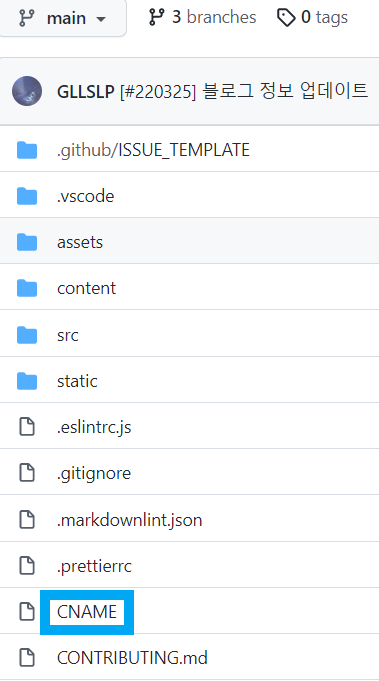 main 3 branches 0 tags
GLLSLP [#220325] 블로그 정보 업데이트
.github/ISSUE_TEMPLATE
.vscode
assets
content
src
static
.eslintrc.js
.gitignore
.markdownlint.json
.prettierrc
CNAME
CONTRIBUTING.md